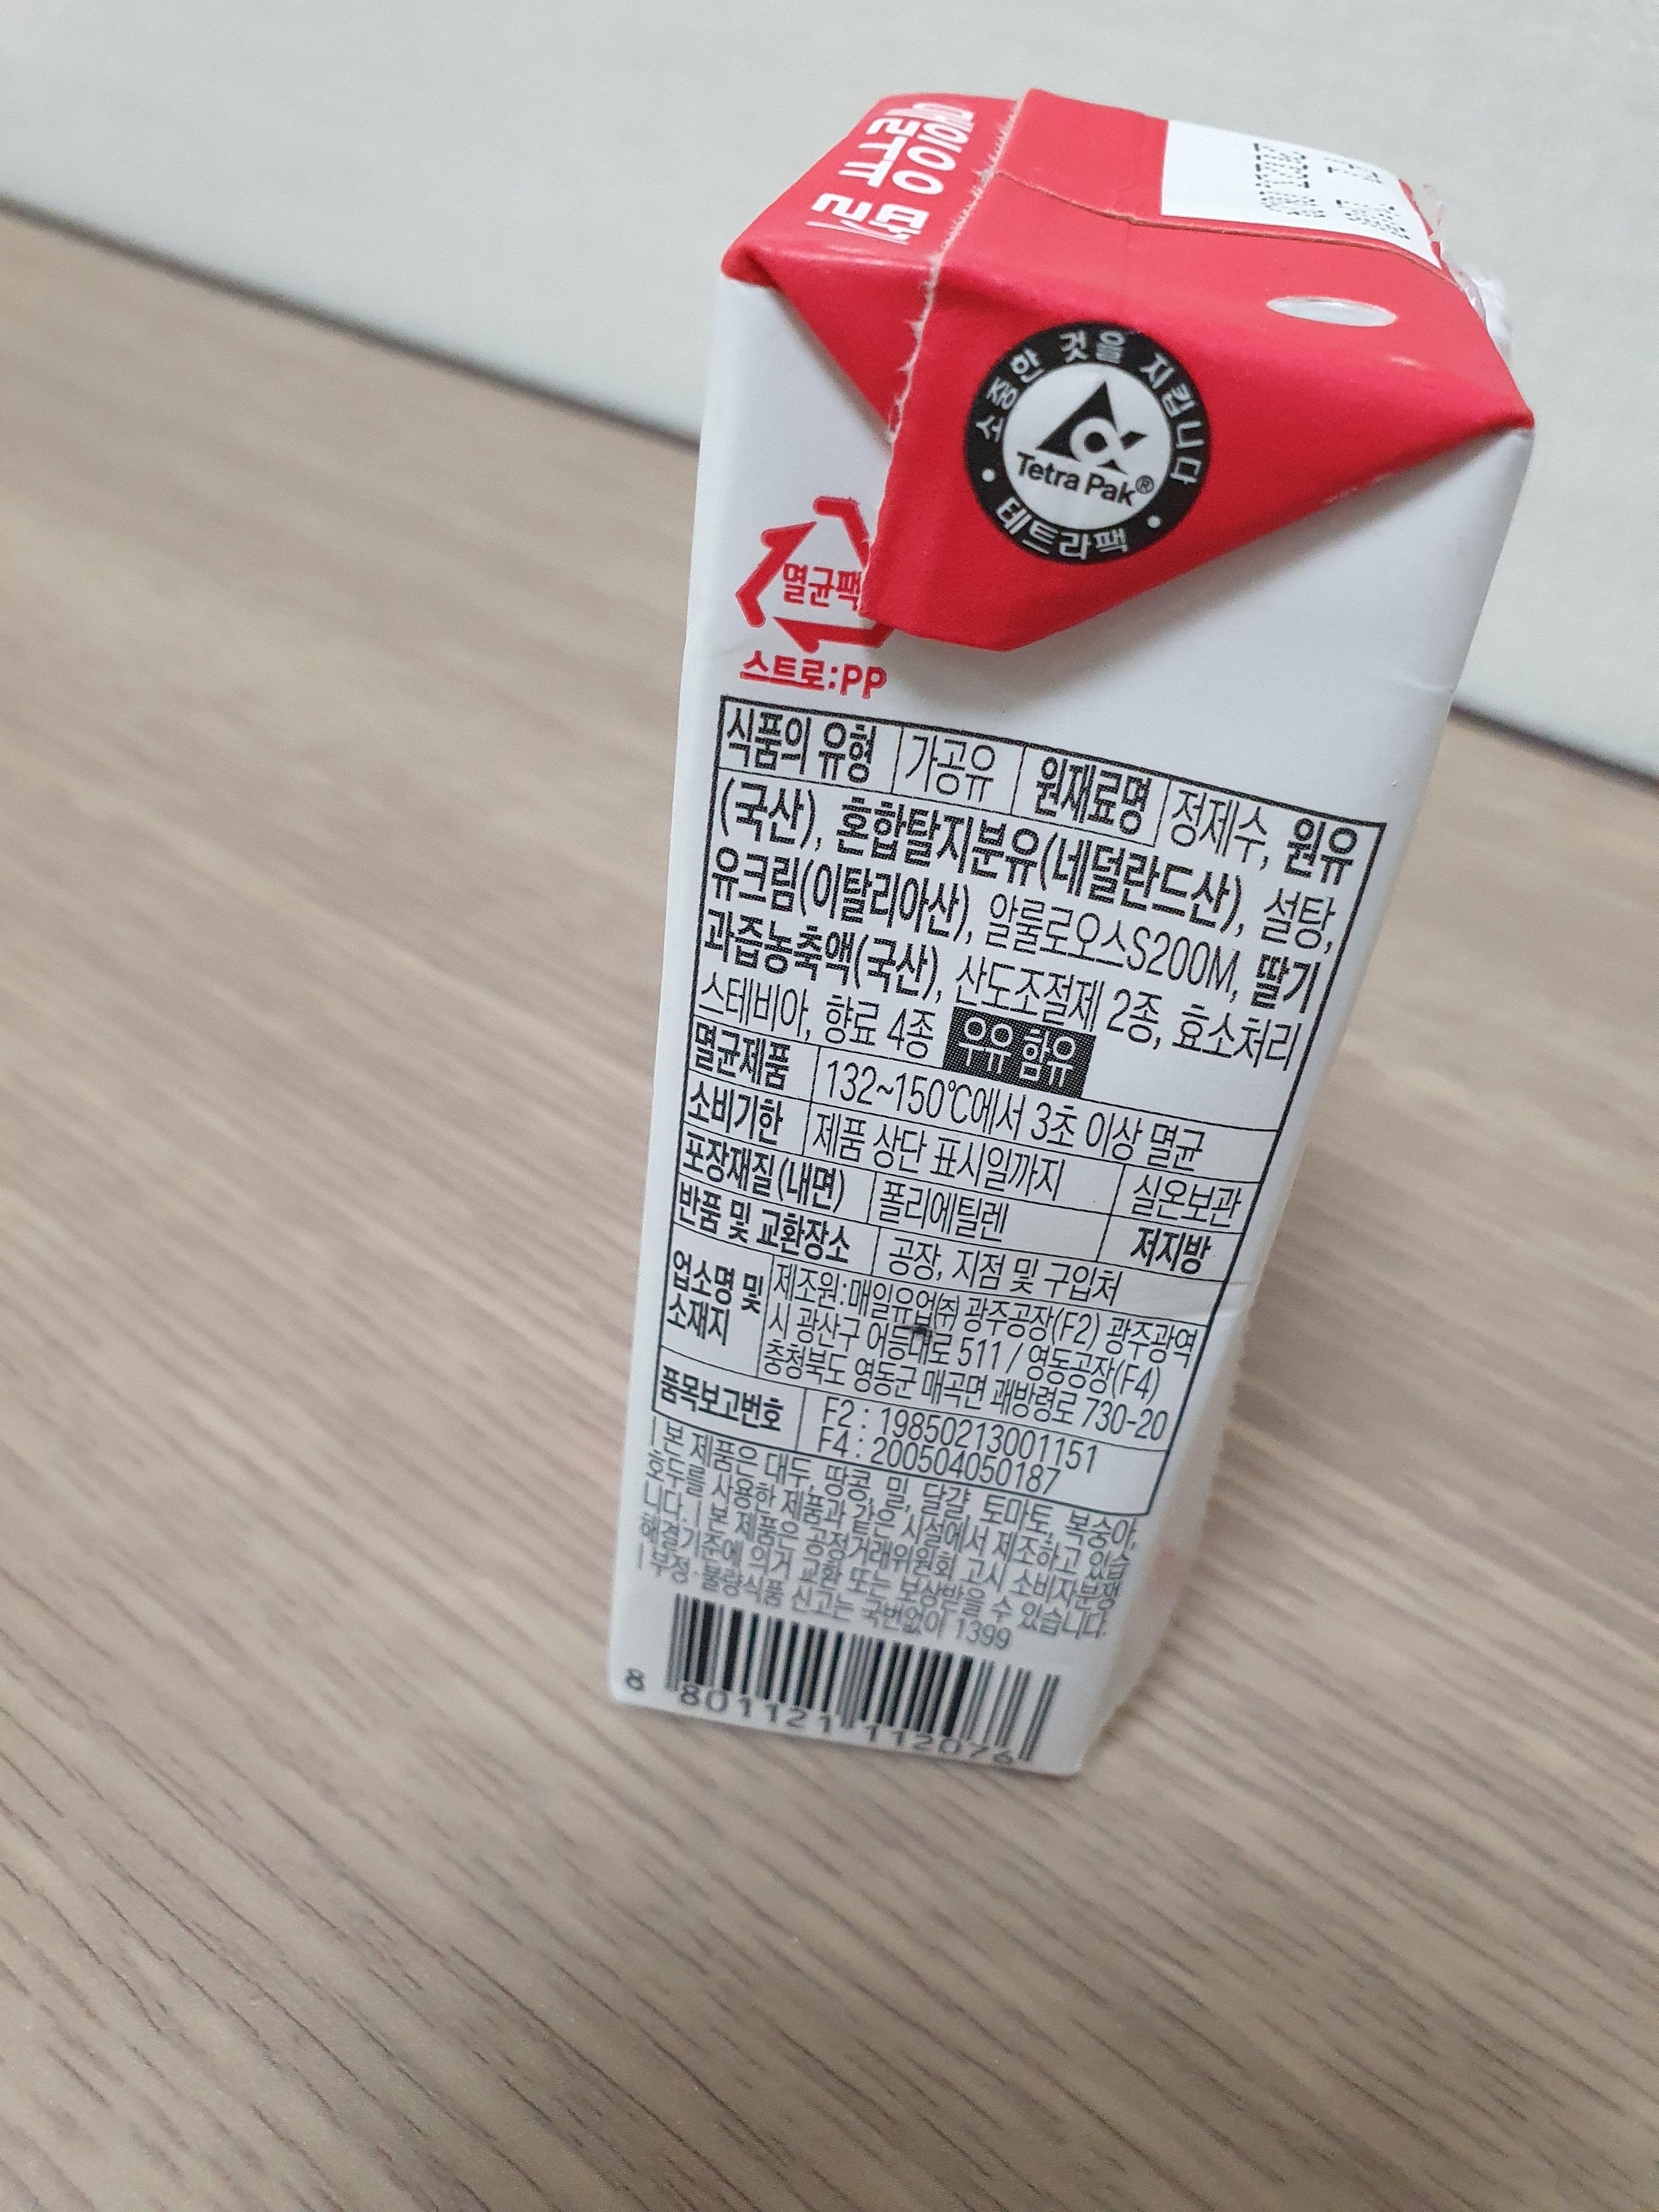 소중한 것을 지킵니다
Tetra Pak®
테트라팩
멸균팩
스트로:PP
식품의 유형 가공유 원재료명 정제수, 원유
(국산), 혼합탈지분유(네덜란드산), 설탕,
유크림(이탈리아산), 알룰로오스S200M, 딸기
과즙농축액(국산), 산도조절제 2종, 효소처리
스테비아, 향료 4종 우유 함유
멸균제품 132~150℃에서 3초 이상 멸균
소비기한 제품 상단 표시일까지 실온보관
포장재질(내면) 폴리에틸렌 저지방
반품 및 교환장소 공장, 지점 및 구입처
업소명 및 소재지 제조원:매일유업㈜ 광주공장(F2) 광주광역
시 광산구 어등대로 511 / 영동공장(F4)
충청북도 영동군 매곡면 괘방령로 730-20
품목보고번호 F2 : 19850213001151
F4 : 200504050187
| 본 제품은 대두, 땅콩, 밀, 달걀, 토마토, 복숭아,
호두를 사용한 제품과 같은 시설에서 제조하고 있습
니다. | 본 제품은 공정거래위원회 고시 소비자분쟁
해결기준에 의거 교환 또는 보상받을 수 있습니다.
| 부정·불량식품 신고는 국번없이 1399
8 801121 112076